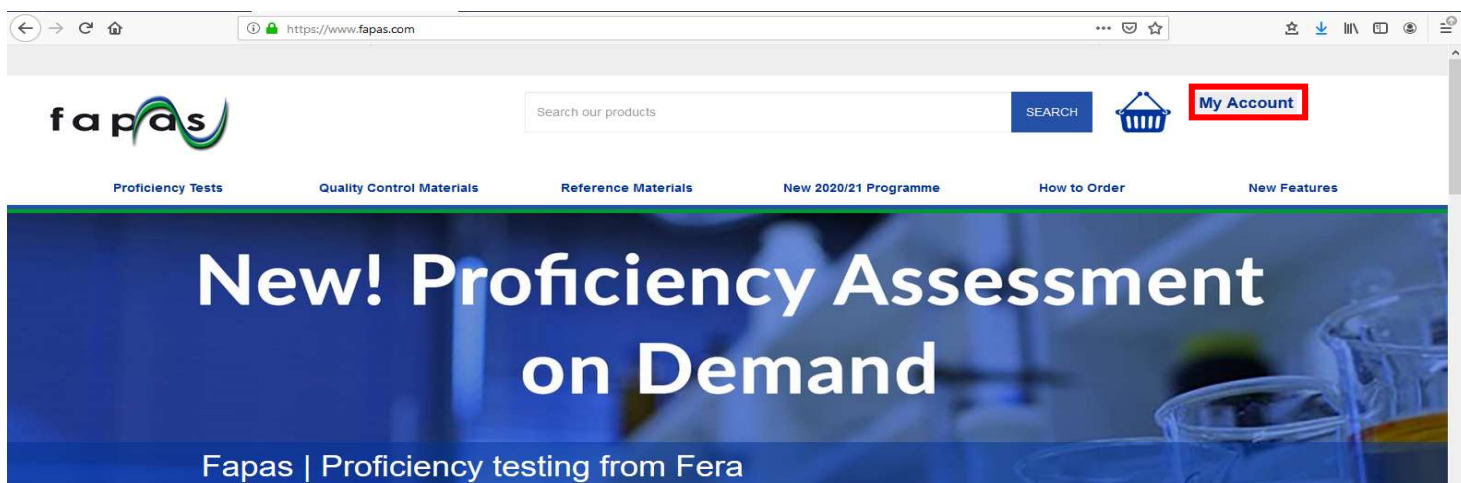 https://www.fapas.com
fapas
Search our products
SEARCH
My Account
Proficiency Tests
Quality Control Materials
Reference Materials
New 2020/21 Programme
How to Order
New Features
New! Proficiency Assessment
on Demand
Fapas | Proficiency testing from Fera